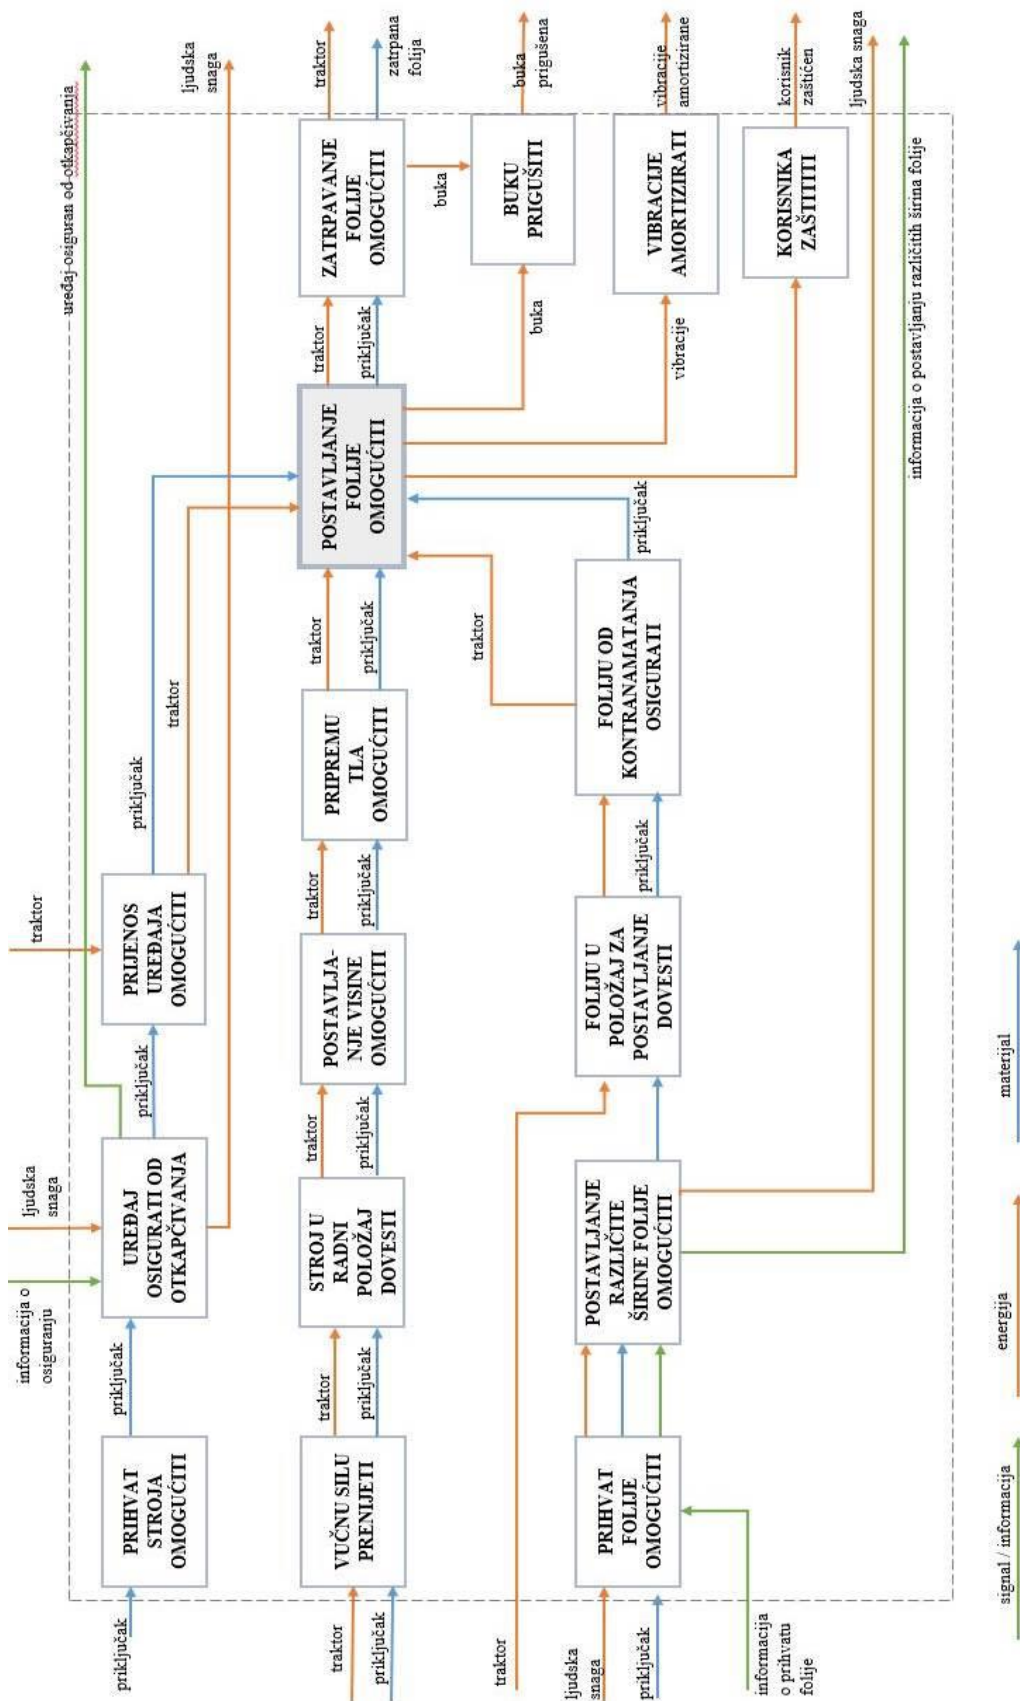 informacija o
osiguranju
ljudska
snaga
traktor
uređaj osiguran od otkapčivanja
priključak
PRIHVAT
STROJA
OMOGUĆITI
priključak
UREĐAJ
OSIGURATI OD
OTKAPČIVANJA
priključak
PRIJENOS
UREĐAJA
OMOGUĆITI
priključak
traktor
ljudska
snaga
traktor
priključak
VUČNU SILU
PRENIJETI
traktor
priključak
STROJ U
RADNI
POLOŽAJ
DOVESTI
traktor
priključak
POSTAVLJA-
NJE VISINE
OMOGUĆITI
traktor
priključak
PRIPREMU
TLA
OMOGUĆITI
traktor
priključak
POSTAVLJANJE
FOLIJE
OMOGUĆITI
traktor
priključak
ZATRPAVANJE
FOLIJE
OMOGUĆITI
traktor
zatrpana
folija
buka
buka
BUKU
PRIGUŠITI
buka
prigušena
vibracije
VIBRACIJE
AMORTIZIRATI
vibracije
amortizirane
KORISNIKA
ZAŠTITITI
korisnik
zaštićen
traktor
ljudska
snaga
priključak
informacija
o prihvatu
folije
PRIHVAT
FOLIJE
OMOGUĆITI
POSTAVLJANJE
RAZLIČITE
ŠIRINE FOLIJE
OMOGUĆITI
FOLIJU U
POLOŽAJ ZA
POSTAVLJANJE
DOVESTI
priključak
FOLIJU OD
KONTRANAMATANJA
OSIGURATI
traktor
priključak
ljudska snaga
informacija o postavljanju različitih širina folije
signal / informacija
energija
materijal